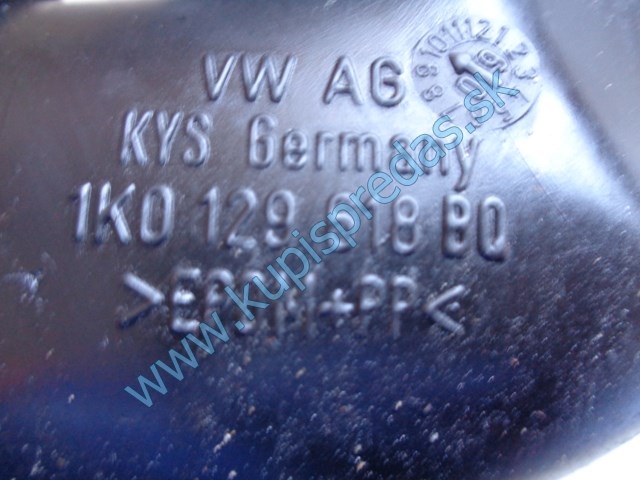 VW AG
KYS Germany
1K0 129 618 BQ
>EPDM+PP<
www.kupispredas.sk